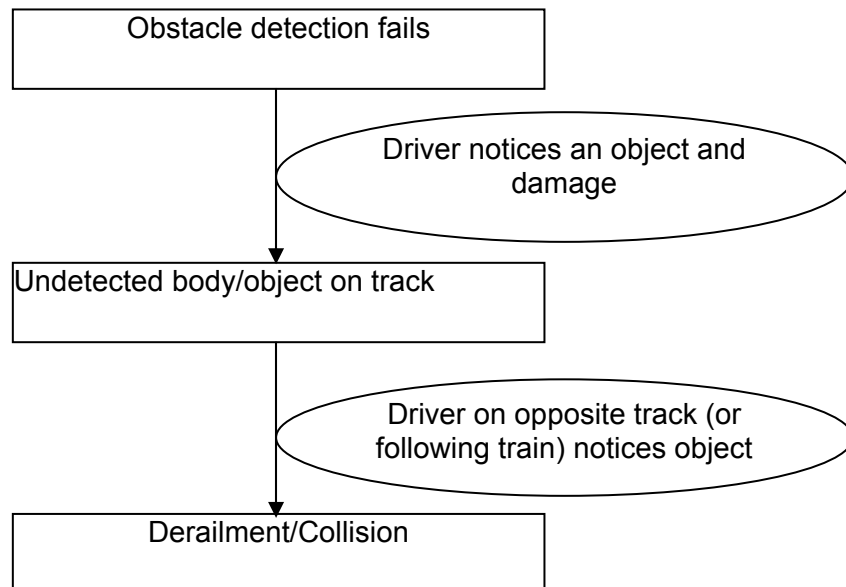 Obstacle detection fails
Driver notices an object and
damage
Undetected body/object on track
Driver on opposite track (or
following train) notices object
Derailment/Collision